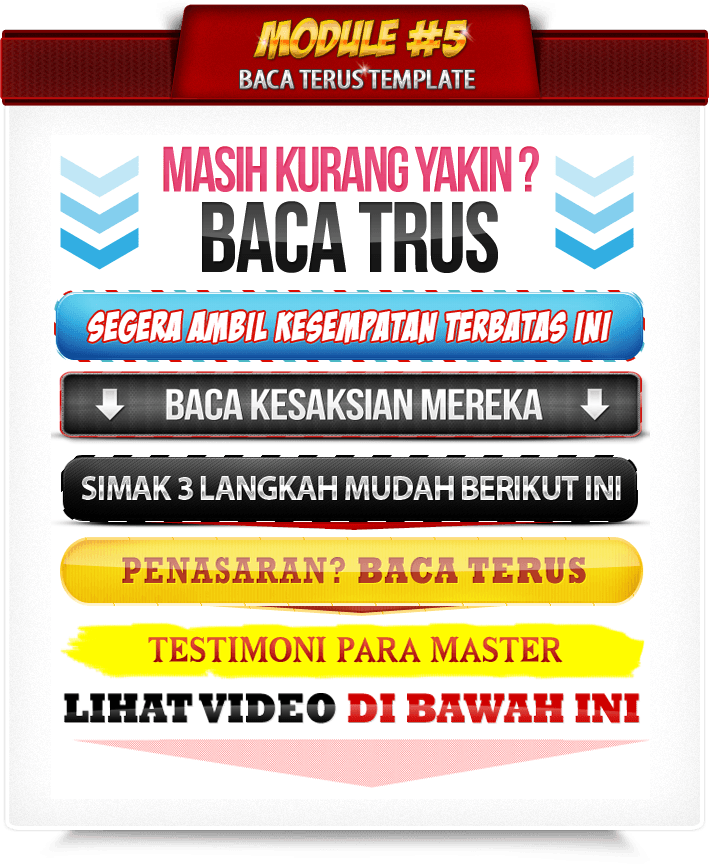 MODULE #5
BACA TERUS TEMPLATE
MASIH KURANG YAKIN ?
BACA TRUS
SEGERA AMBIL KESEMPATAN TERBATAS INI
BACA KESAKSIAN MEREKA
SIMAK 3 LANGKAH MUDAH BERIKUT INI
PENASARAN? BACA TERUS
TESTIMONI PARA MASTER
LIHAT VIDEO DI BAWAH INI